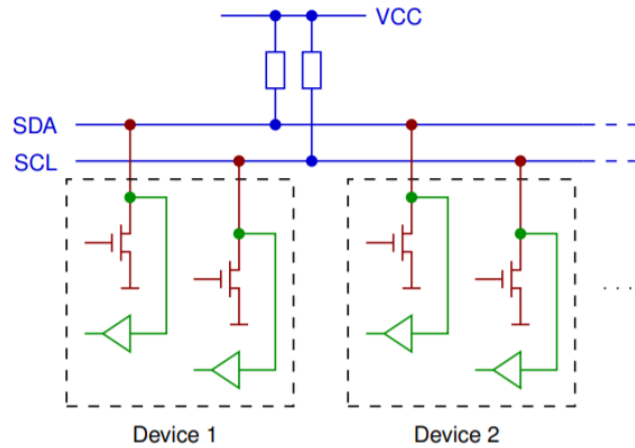 VCC
SDA
SCL
. . . .
Device 1
Device 2